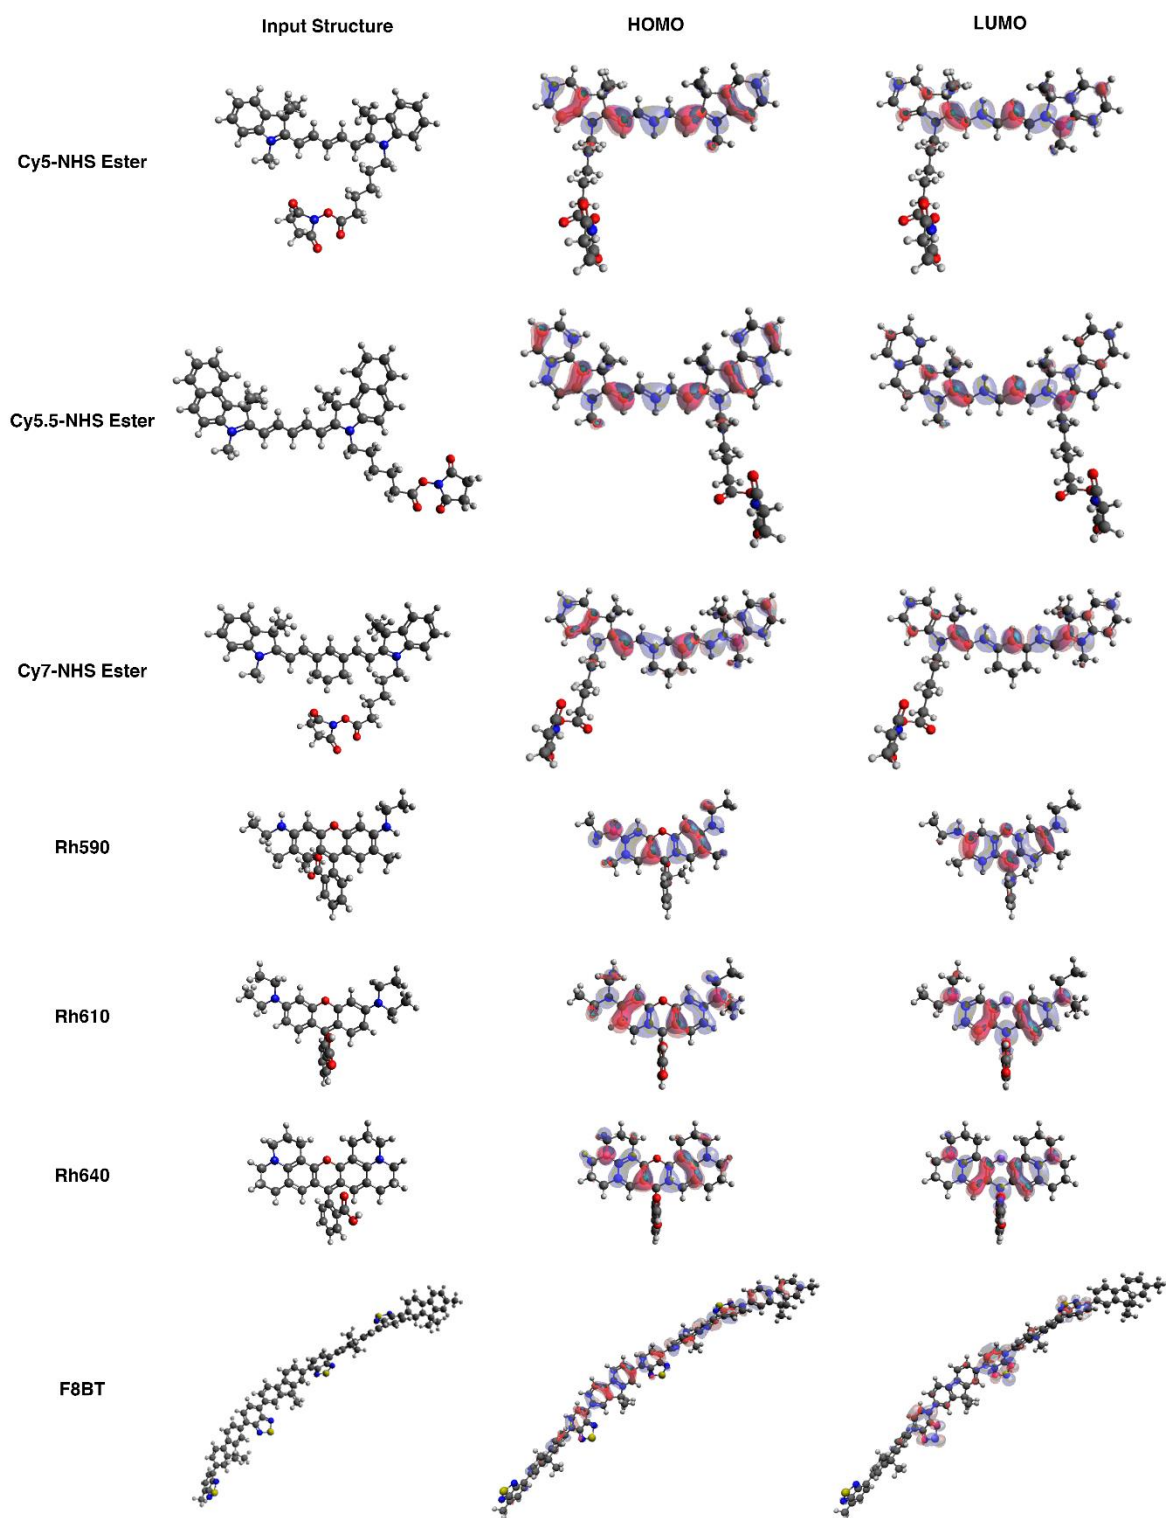 Input Structure HOMO LUMO
Cy5-NHS Ester
Cy5.5-NHS Ester
Cy7-NHS Ester
Rh590
Rh610
Rh640
F8BT